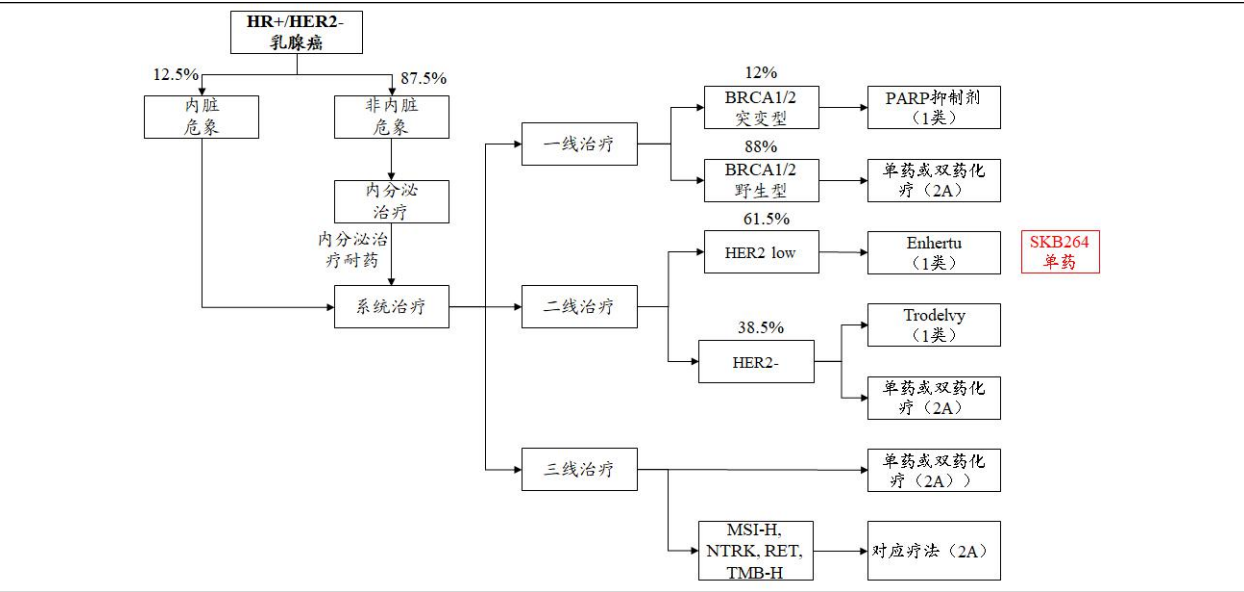 HR+/HER2-
乳腺癌
12.5%
87.5%
内脏
危象
非内脏
危象
内分泌
治疗
内分泌治
疗耐药
系统治疗
一线治疗
12%
BRCA1/2
突变型
PARP抑制剂
（1类）
88%
BRCA1/2
野生型
单药或双药化
疗（2A）
二线治疗
61.5%
HER2 low
Enhertu
（1类）
SKB264
单药
38.5%
HER2-
Trodelvy
（1类）
单药或双药化
疗（2A）
三线治疗
单药或双药化
疗（2A））
MSI-H,
NTRK, RET,
TMB-H
对应疗法（2A）